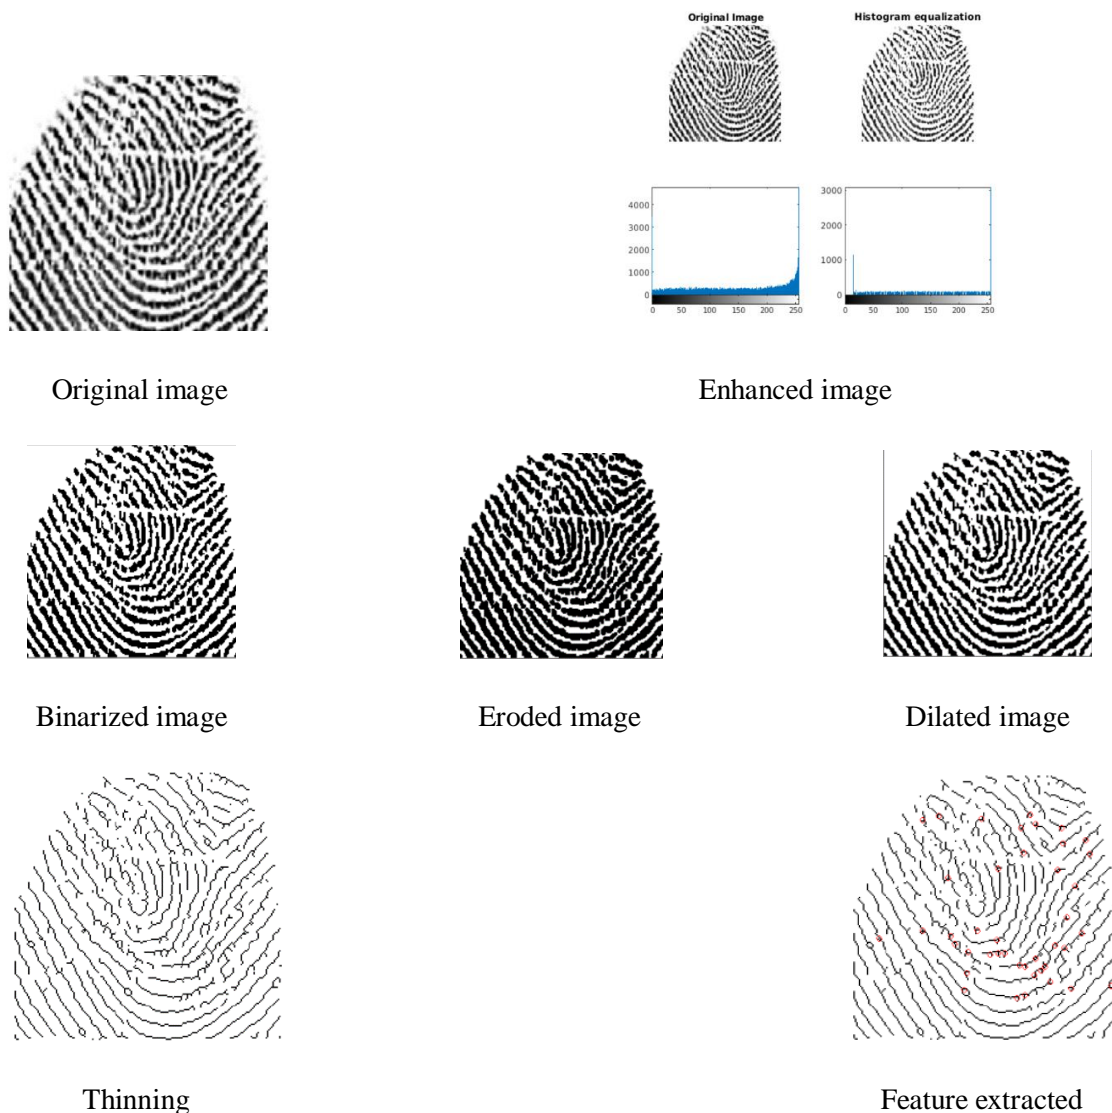 Original Image Histogram equalization
4000
3000
2000
1000
0
0 50 100 150 200 250
3000
2000
1000
0
0 50 100 150 200 250
Original image Enhanced image
Binarized image Eroded image Dilated image
Thinning Feature extracted